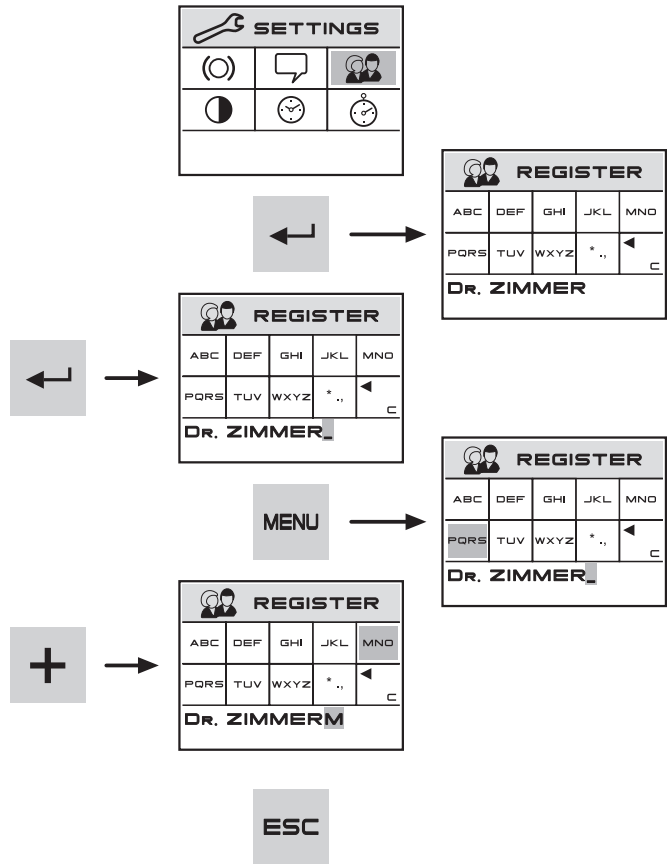 SETTINGS
REGISTER
ABC DEF GHI JKL MNO
PQRS TUV WXYZ * ., C
DR. ZIMMER
REGISTER
ABC DEF GHI JKL MNO
PQRS TUV WXYZ * ., C
DR. ZIMMER_
MENU
REGISTER
ABC DEF GHI JKL MNO
PQRS TUV WXYZ * ., C
DR. ZIMMER_
REGISTER
ABC DEF GHI JKL MNO
+
PQRS TUV WXYZ * ., C
DR. ZIMMERM
ESC